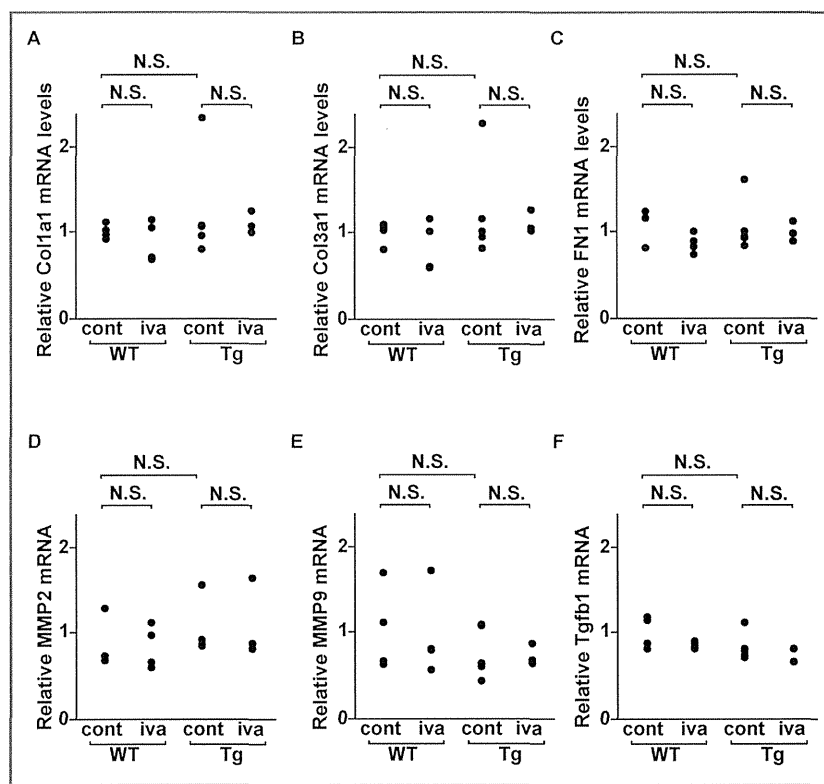 A
N.S.
N.S.
N.S.
Relative Col1a1 mRNA levels
2
1
0
cont iva cont iva
WT Tg
B
N.S.
N.S.
N.S.
Relative Col3a1 mRNA levels
2
1
0
cont iva cont iva
WT Tg
C
N.S.
N.S.
N.S.
Relative FN1 mRNA levels
2
1
0
cont iva cont iva
WT Tg
D
N.S.
N.S.
N.S.
Relative MMP2 mRNA
2
1
0
cont iva cont iva
WT Tg
E
N.S.
N.S.
N.S.
Relative MMP9 mRNA
2
1
0
cont iva cont iva
WT Tg
F
N.S.
N.S.
N.S.
Relative Tgfb1 mRNA
2
1
0
cont iva cont iva
WT Tg